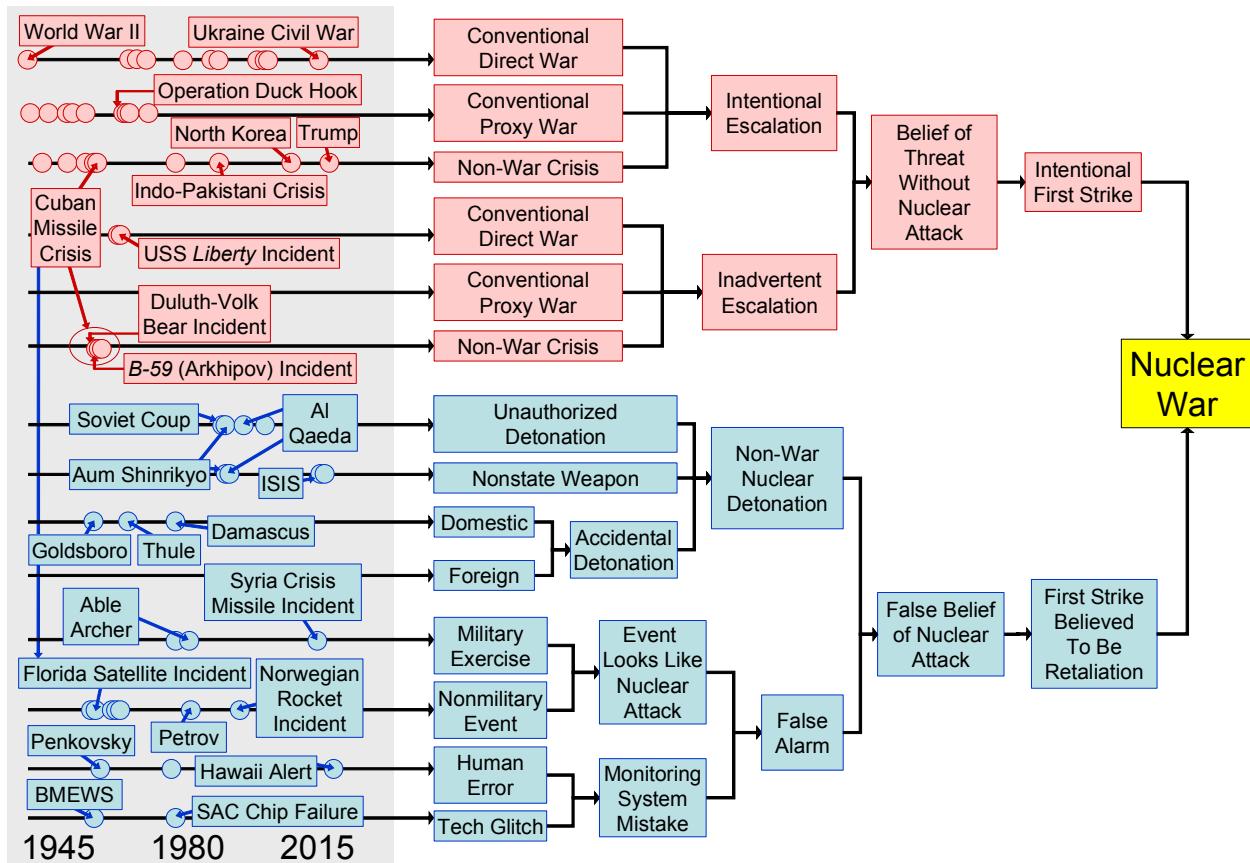 World War II
Ukraine Civil War
Conventional
Direct War
Operation Duck Hook
Conventional
Proxy War
Intentional
Escalation
North Korea
Trump
Non-War Crisis
Indo-Pakistani Crisis
Belief of
Threat
Without
Nuclear
Attack
Intentional
First Strike
Cuban
Missile
Crisis
Conventional
Direct War
USS Liberty Incident
Conventional
Proxy War
Inadvertent
Escalation
Duluth-Volk
Bear Incident
Non-War Crisis
B-59 (Arkhipov) Incident
Nuclear
War
Soviet Coup
Al
Qaeda
Unauthorized
Detonation
Aum Shinrikyo
ISIS
Nonstate Weapon
Non-War
Nuclear
Detonation
Goldsboro
Thule
Damascus
Domestic
Accidental
Detonation
Foreign
Syria Crisis
Missile Incident
Able
Archer
Military
Exercise
Event
Looks Like
Nuclear
Attack
False Belief
of Nuclear
Attack
First Strike
Believed
To Be
Retaliation
Florida Satellite Incident
Norwegian
Rocket
Incident
Nonmilitary
Event
Petrov
False
Alarm
Penkovsky
Hawaii Alert
Human
Error
Monitoring
System
Mistake
BMEWS
SAC Chip Failure
Tech Glitch
1945
1980
2015